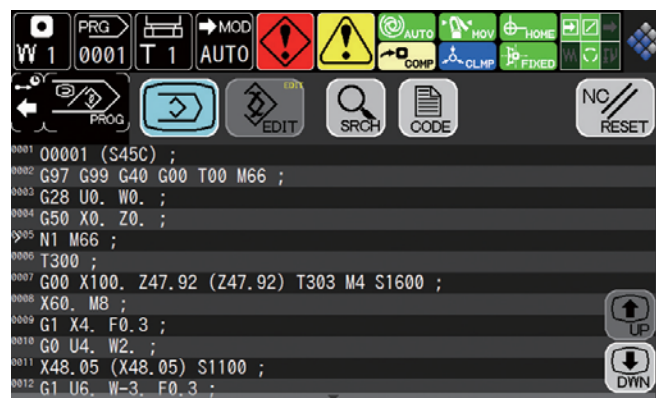 W 1 PRG 0001 T 1 MOD AUTO AUTO MOV HOME
COMP CLMP FIXED
PROG EDIT EDIT SRCH CODE NC// RESET
0001 O0001 (S45C) ;
0002 G97 G99 G40 G00 T00 M66 ;
0003 G28 U0. W0. ;
0004 G50 X0. Z0. ;
05 N1 M66 ;
0006 T300 ;
0007 G00 X100. Z47.92 (Z47.92) T303 M4 S1600 ;
0008 X60. M8 ;
0009 G1 X4. F0.3 ;
0010 G0 U4. W2. ;
0011 X48.05 (X48.05) S1100 ;
0012 G1 U6. W-3. F0.3 ;
UP
DWN